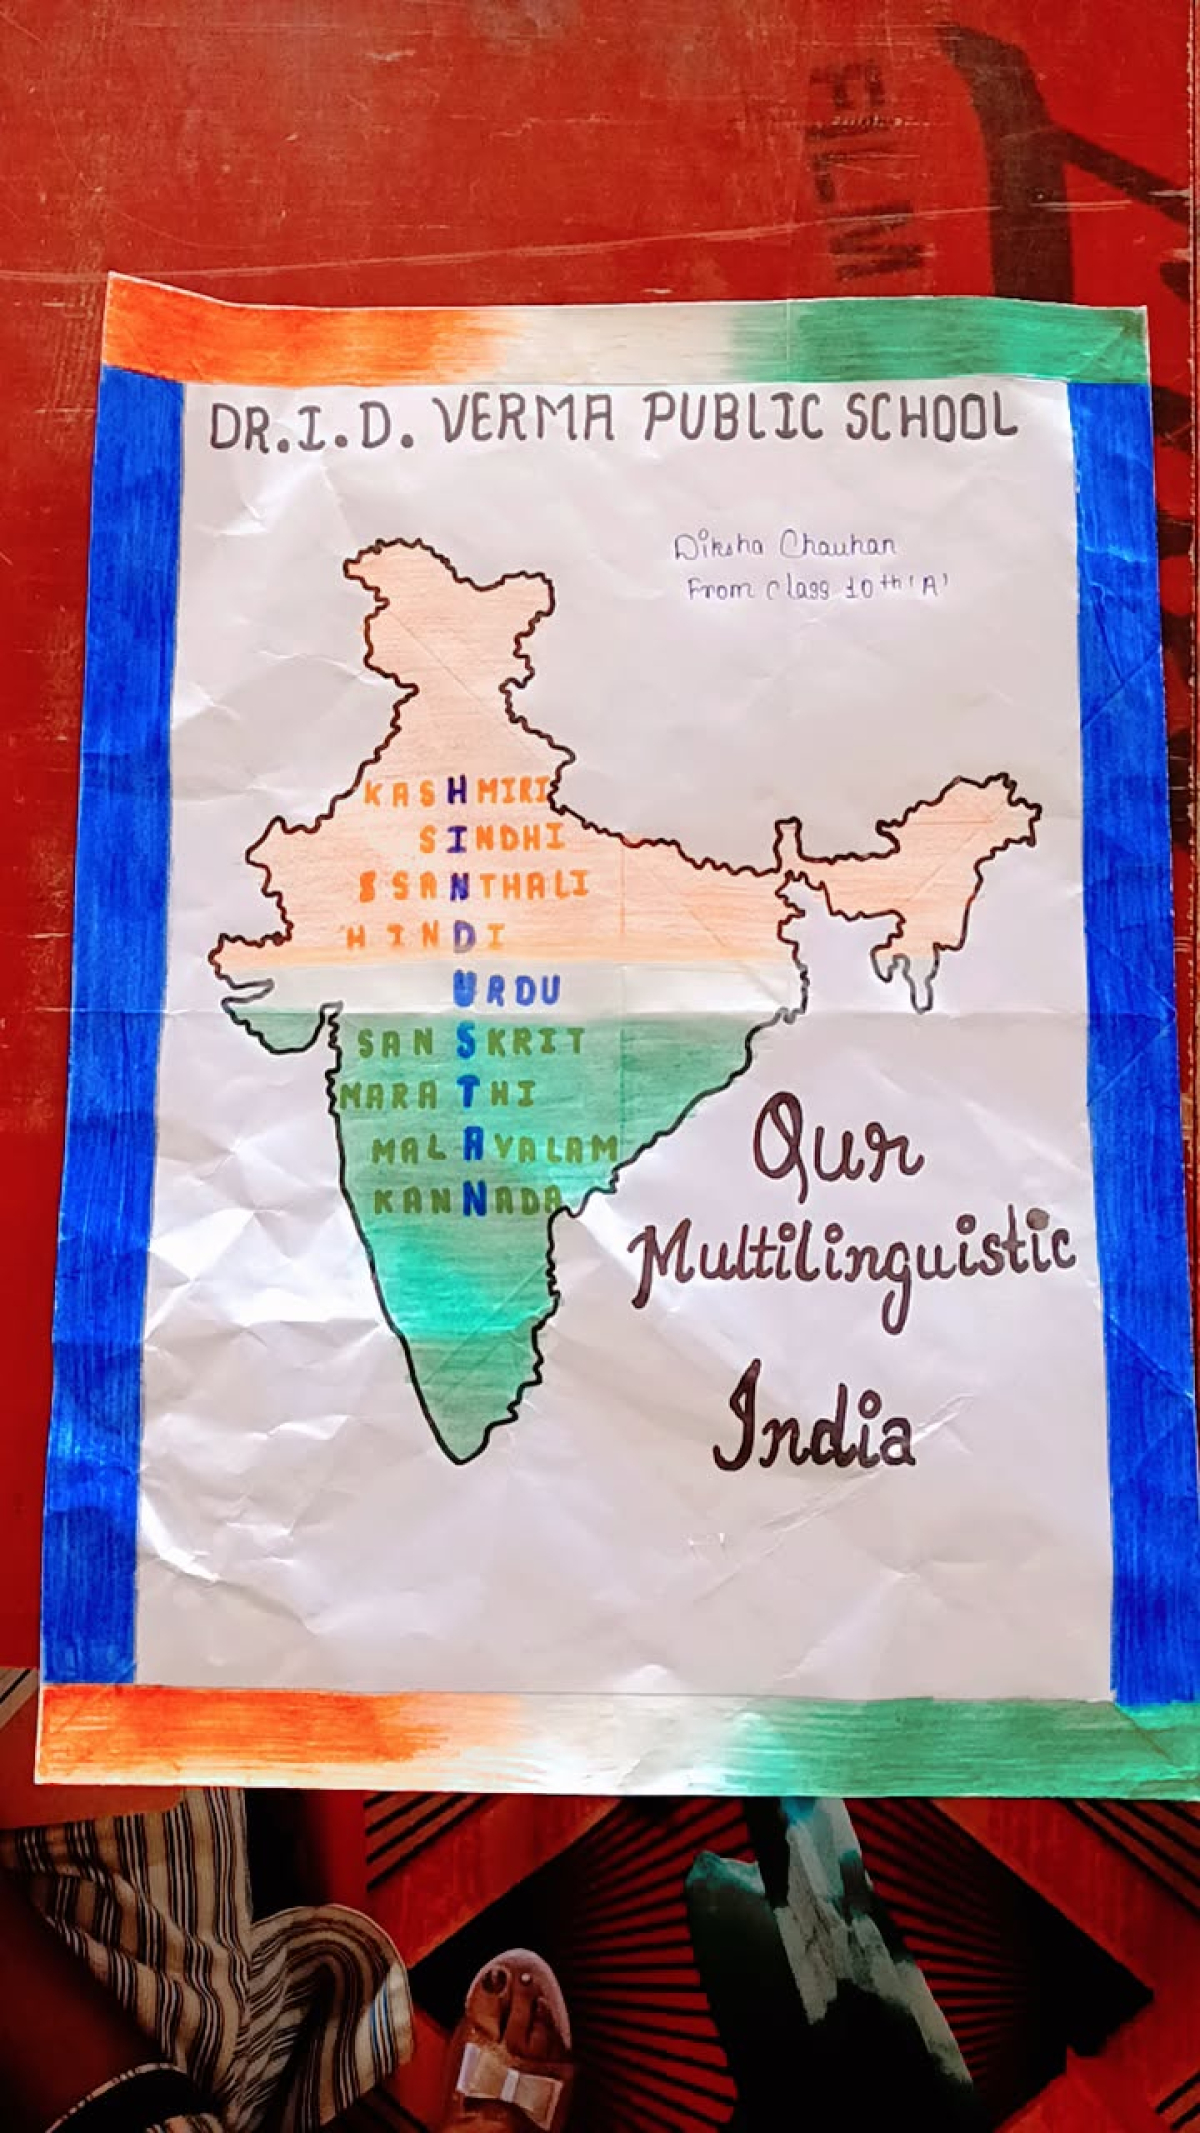 FILM
DR. I. D. VERMA PUBLIC SCHOOL
Diksha Chauhan
From class 10th 'A'
KASHMIRI
SINDHI
SSANTHALI
HINDI
URDU
SANSKRIT
MARATHI
MALAYALAM
KANNADA
Our
Multilinguistic
India